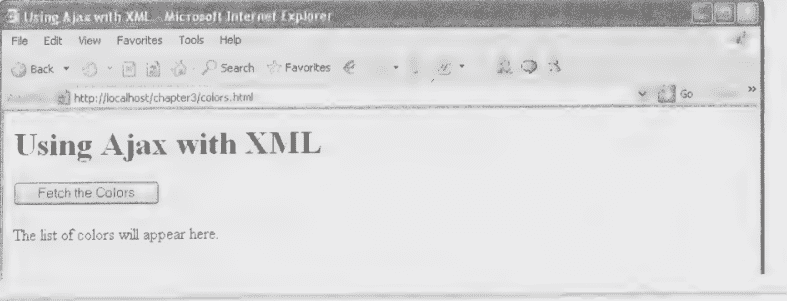 Using Ajax with XML - Microsoft Internet Explorer
File Edit View Favorites Tools Help
Back Search Favorites
http://localhost/chapter3/colors.html Go »
Using Ajax with XML
Fetch the Colors
The list of colors will appear here.